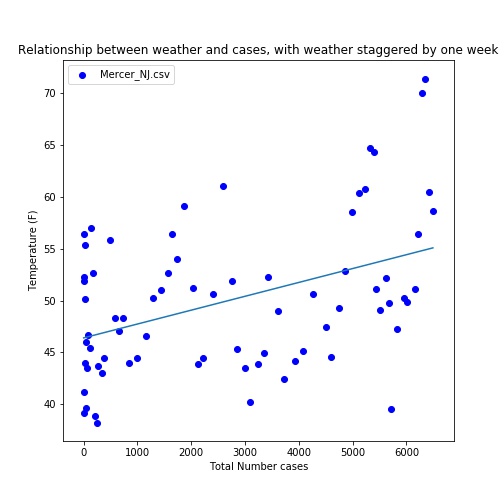 Relationship between weather and cases, with weather staggered by one week
Mercer_NJ.csv
Temperature (F)
70
65
60
55
50
45
40
0 1000 2000 3000 4000 5000 6000
Total Number cases